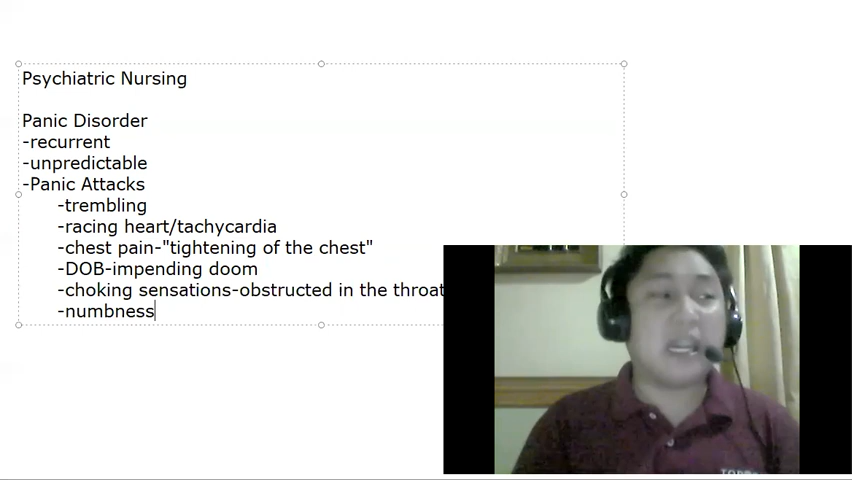 Psychiatric Nursing
Panic Disorder
-recurrent
-unpredictable
-Panic Attacks
-trembling
-racing heart/tachycardia
-chest pain-"tightening of the chest"
-DOB-impending doom
-choking sensations-obstructed in the throat
-numbness